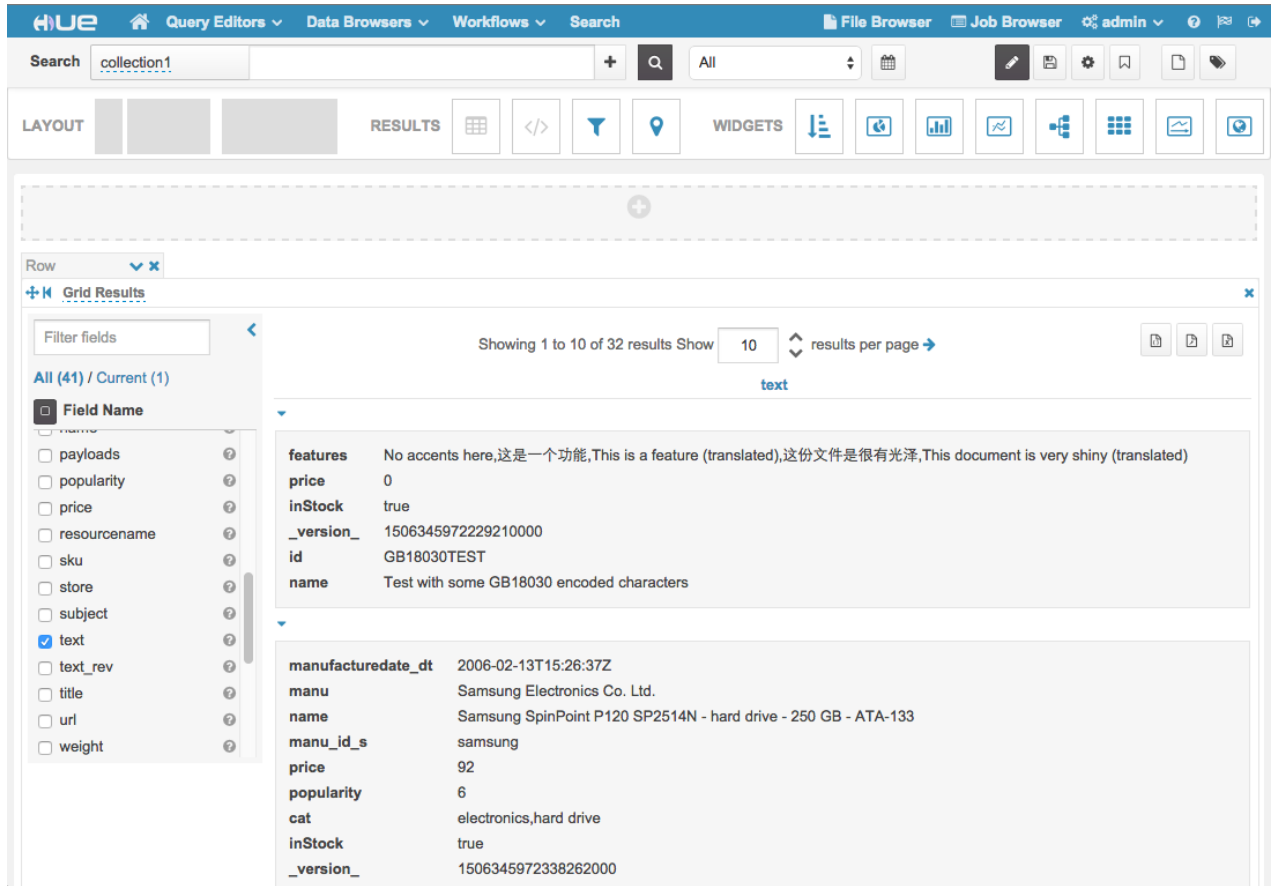 HUE Query Editors Data Browsers Workflows Search File Browser Job Browser admin
Search collection1 All
LAYOUT RESULTS WIDGETS
Row
Grid Results
Filter fields
Showing 1 to 10 of 32 results Show 10 results per page
All (41) / Current (1)
text
Field Name
name
payloads
popularity
price
resourcename
sku
store
subject
text
text_rev
title
url
weight
features No accents here,这是一个功能,This is a feature (translated),这份文件是很有光泽,This document is very shiny (translated)
price 0
inStock true
_version_ 1506345972229210000
id GB18030TEST
name Test with some GB18030 encoded characters
manufacturedate_dt 2006-02-13T15:26:37Z
manu Samsung Electronics Co. Ltd.
name Samsung SpinPoint P120 SP2514N - hard drive - 250 GB - ATA-133
manu_id_s samsung
price 92
popularity 6
cat electronics,hard drive
inStock true
_version_ 1506345972338262000